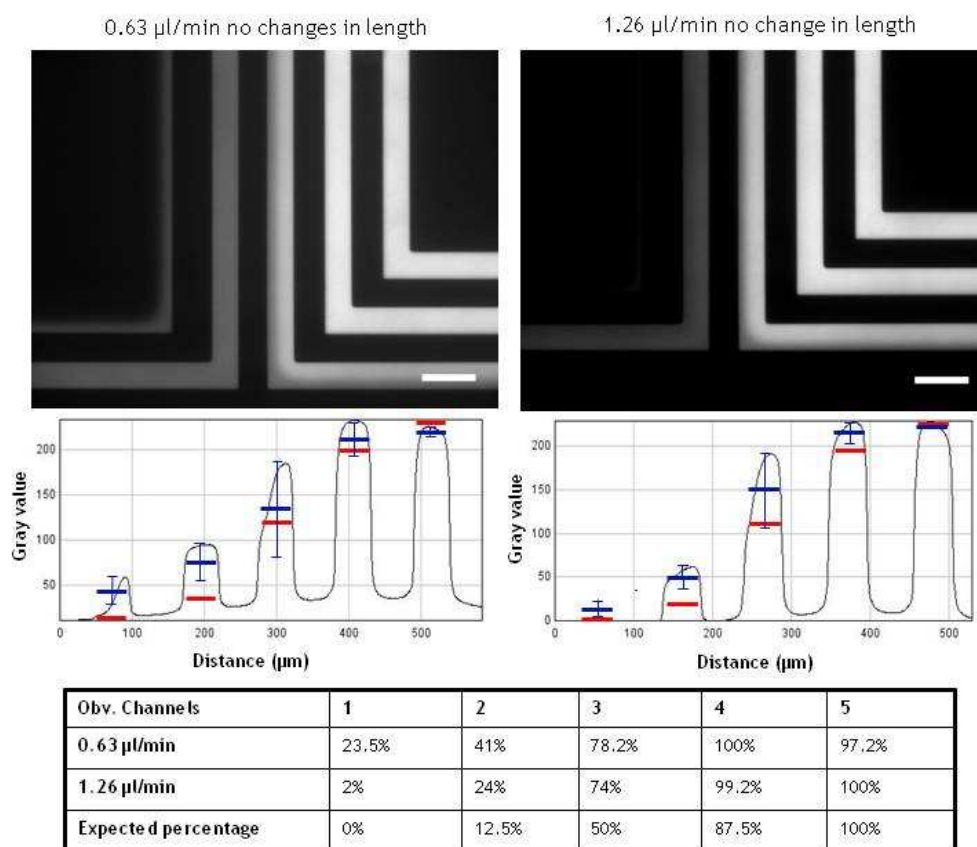 0.63 µl/min no changes in length
1.26 µl/min no change in length
Gray value
200
150
100
50
0 100 200 300 400 500
Distance (µm)
Gray value
200
150
100
50
0
0 100 200 300 400 500
Distance (µm)
Obv. Channels 1 2 3 4 5
0.63 µl/min 23.5% 41% 78.2% 100% 97.2%
1.26 µl/min 2% 24% 74% 99.2% 100%
Expected percentage 0% 12.5% 50% 87.5% 100%